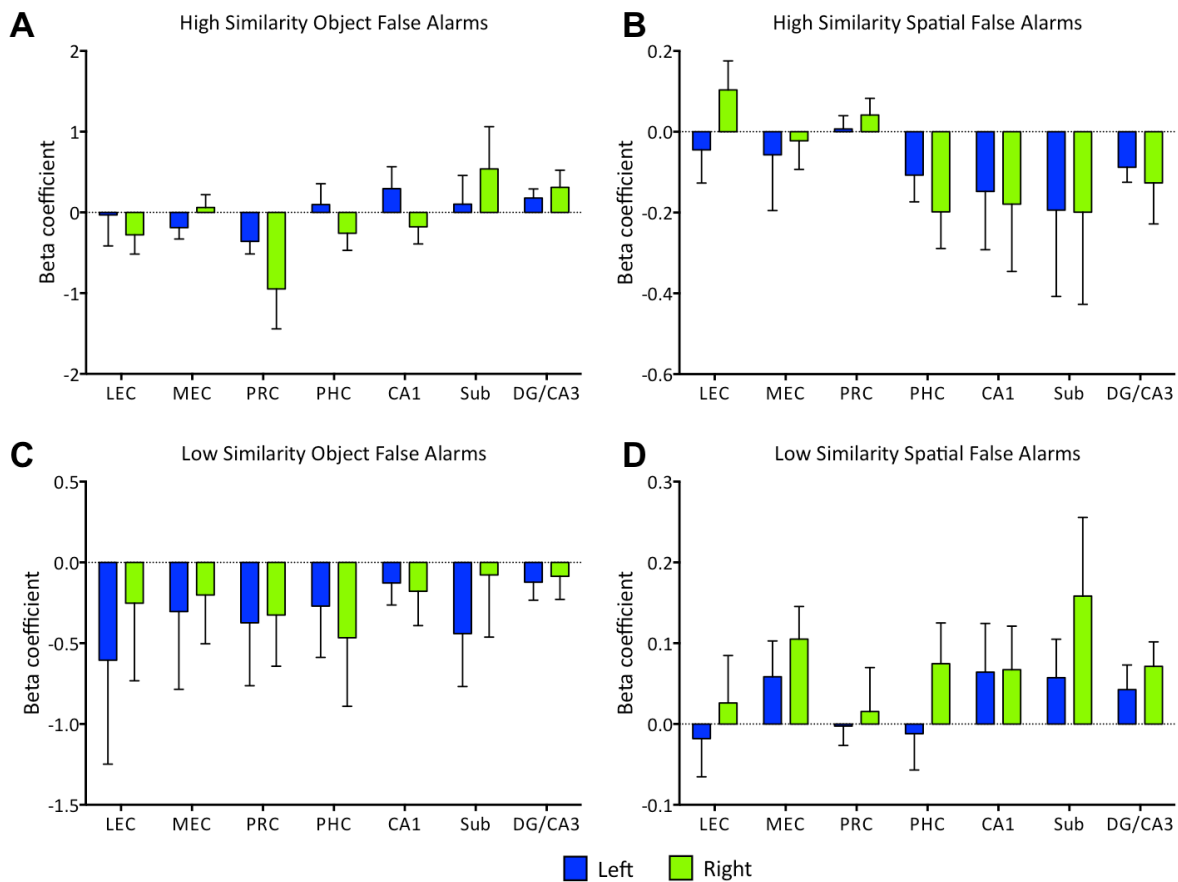 A
High Similarity Object False Alarms
Beta coefficient
2
1
0
-1
-2
LEC MEC PRC PHC CA1 Sub DG/CA3
B
High Similarity Spatial False Alarms
Beta coefficient
0.2
0.0
-0.2
-0.4
-0.6
LEC MEC PRC PHC CA1 Sub DG/CA3
C
Low Similarity Object False Alarms
Beta coefficient
0.5
0.0
-0.5
-1.0
-1.5
LEC MEC PRC PHC CA1 Sub DG/CA3
D
Low Similarity Spatial False Alarms
Beta coefficient
0.3
0.2
0.1
0.0
-0.1
LEC MEC PRC PHC CA1 Sub DG/CA3
Left Right